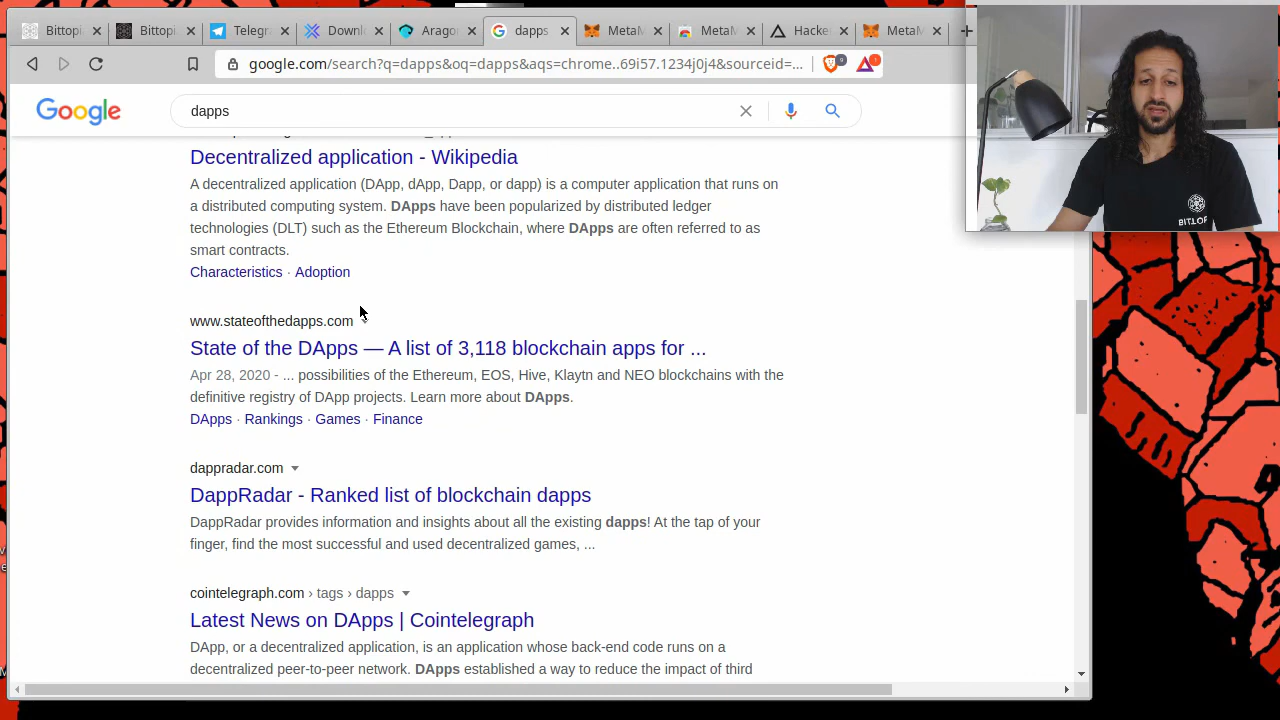 Bittopi
Bittopi
Telegr
Downl
Arago
dapps
MetaM
MetaM
Hacke
MetaM
google.com/search?q=dapps&oq=dapps&aqs=chrome..69i57.1234j0j4&sourceid=...
9
1
Google
dapps
Decentralized application - Wikipedia
A decentralized application (DApp, dApp, Dapp, or dapp) is a computer application that runs on
a distributed computing system. DApps have been popularized by distributed ledger
technologies (DLT) such as the Ethereum Blockchain, where DApps are often referred to as
smart contracts.
Characteristics · Adoption
www.stateofthedapps.com
State of the DApps — A list of 3,118 blockchain apps for ...
Apr 28, 2020 - ... possibilities of the Ethereum, EOS, Hive, Klaytn and NEO blockchains with the
definitive registry of DApp projects. Learn more about DApps.
DApps · Rankings · Games · Finance
dappradar.com
DappRadar - Ranked list of blockchain dapps
DappRadar provides information and insights about all the existing dapps! At the tap of your
finger, find the most successful and used decentralized games, ...
cointelegraph.com › tags › dapps
Latest News on DApps | Cointelegraph
DApp, or a decentralized application, is an application whose back-end code runs on a
decentralized peer-to-peer network. DApps established a way to reduce the impact of third